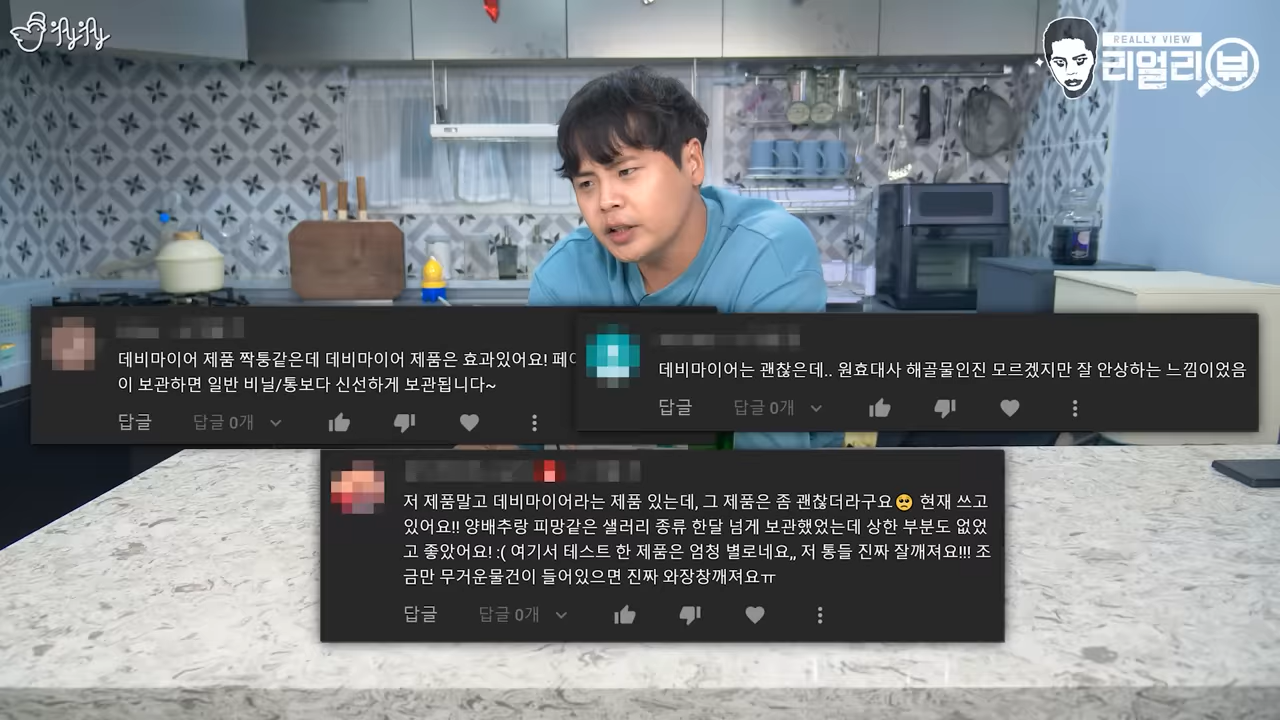 REALLY VIEW
리얼리뷰
데비마이어 제품 짝퉁같은데 데비마이어 제품은 효과있어요!
이 보관하면 일반 비닐/통보다 신선하게 보관됩니다~
답글 답글 0개
데비마이어는 괜찮은데.. 원효대사 해골물인진 모르겠지만 잘 안상하는 느낌이었음
답글 답글 0개
저 제품말고 데비마이어라는 제품 있는데, 그 제품은 좀 괜찮더라구요🥺 현재 쓰고
있어요!! 양배추랑 피망같은 샐러리 종류 한달 넘게 보관했었는데 상한 부분도 없었
고 좋았어요! :( 여기서 테스트 한 제품은 엄청 별로네요,, 저 통들 진짜 잘깨져요!!! 조
금만 무거운물건이 들어있으면 진짜 와장창깨져요ㅠ
답글 답글 0개